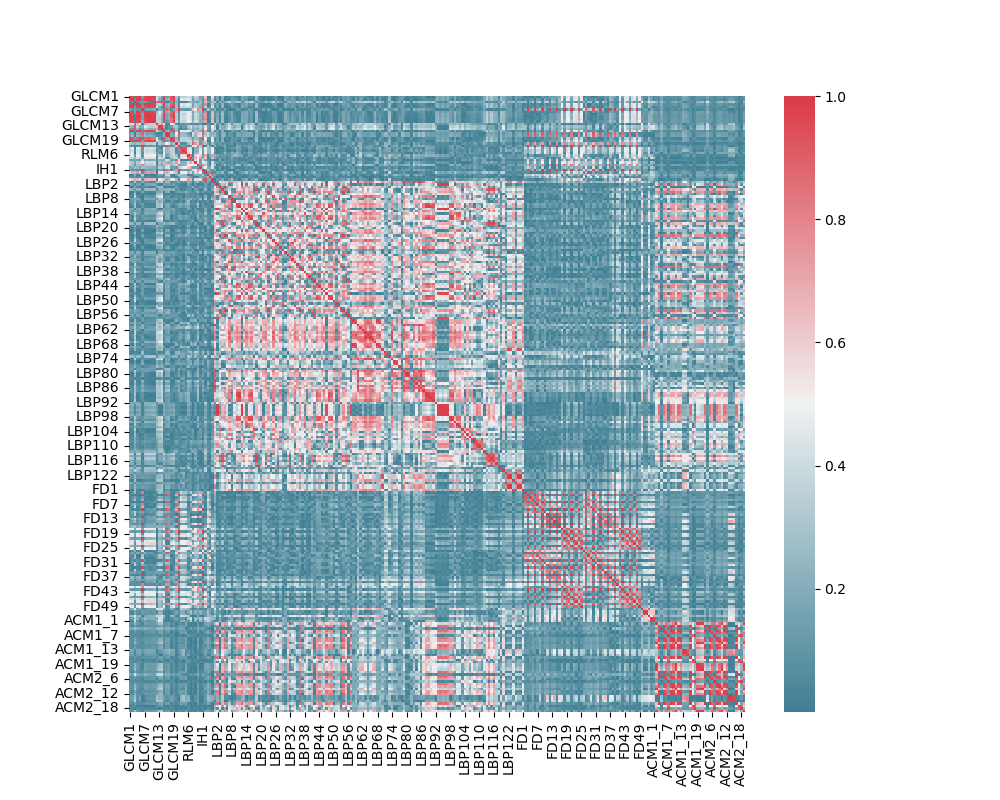 GLCM1
GLCM7
GLCM13
GLCM19
RLM6
IH1
LBP2
LBP8
LBP14
LBP20
LBP26
LBP32
LBP38
LBP44
LBP50
LBP56
LBP62
LBP68
LBP74
LBP80
LBP86
LBP92
LBP98
LBP104
LBP110
LBP116
LBP122
FD1
FD7
FD13
FD19
FD25
FD31
FD37
FD43
FD49
ACM1_1
ACM1_7
ACM1_13
ACM1_19
ACM2_6
ACM2_12
ACM2_18
GLCM1
GLCM7
GLCM13
GLCM19
RLM6
IH1
LBP2
LBP8
LBP14
LBP20
LBP26
LBP32
LBP38
LBP44
LBP50
LBP56
LBP62
LBP68
LBP74
LBP80
LBP86
LBP92
LBP98
LBP104
LBP110
LBP116
LBP122
FD1
FD7
FD13
FD19
FD25
FD31
FD37
FD43
FD49
ACM1_1
ACM1_7
ACM1_13
ACM1_19
ACM2_6
ACM2_12
ACM2_18
1.0
0.8
0.6
0.4
0.2